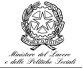 Ministero del Lavoro
e delle Politiche Sociali